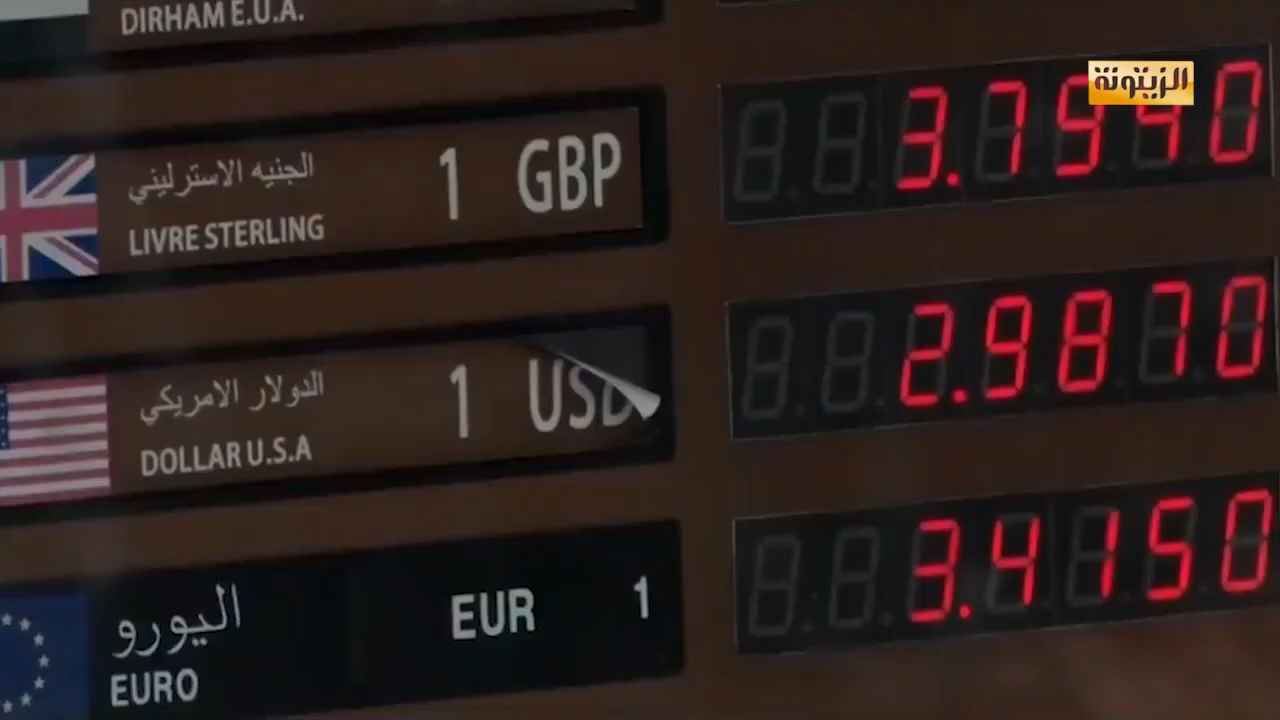 DIRHAM E.U.A.
الزيتونة
الجنيه الاسترليني
LIVRE STERLING
1 GBP
3.7940
الدولار الامريكي
DOLLAR U.S.A
1 USD
2.9870
اليورو
EURO
EUR 1
3.4150